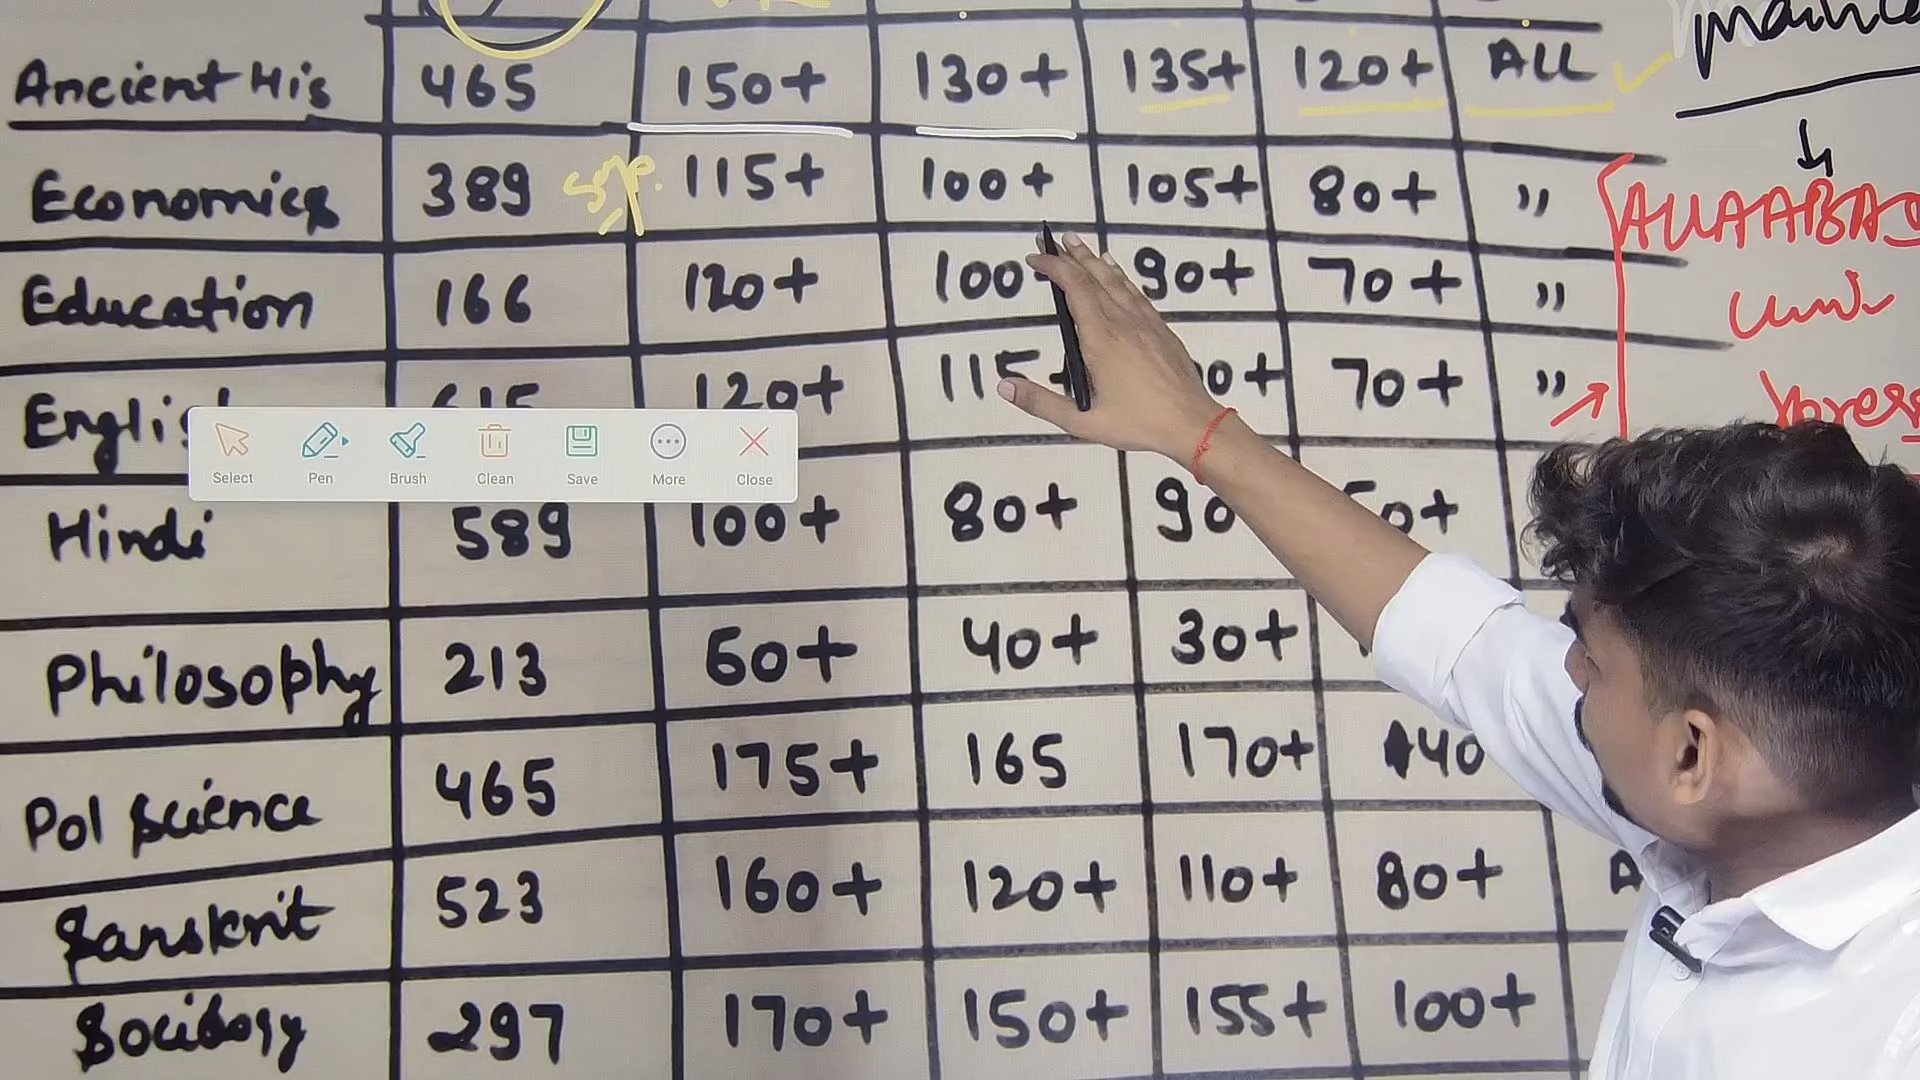 Ancient His 465 150+ 130+ 135+ 120+ ALL
Economics 389 115+ 100+ 105+ 80+ "
Education 166 120+ 100+ 90+ 70+ "
120+ 115 70+ "
Select Pen Brush Clean Save More Close
Hindi 589 100+ 80+ 90
Philosophy 213 60+ 40+ 30+
Pol Science 465 175+ 165 170+ 140
Sanskrit 523 160+ 120+ 110+ 80+
Sociology 297 170+ 150+ 155+ 100+